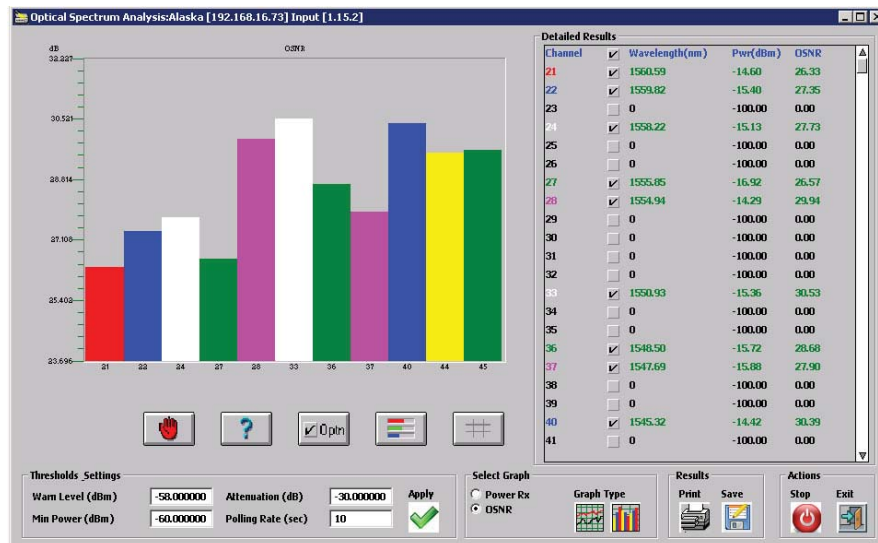 Optical Spectrum Analysis:Alaska [192.168.16.73] Input [1.15.2]
dB
OSNR
32.227
30.521
28.814
27.108
25.402
23.696
21 22 24 27 28 33 36 37 40 44 45
Optn
Detailed Results
Channel Wavelength(nm) Pwr(dBm) OSNR
21 1560.59 -14.60 26.33
22 1559.82 -15.40 27.35
23 0 -100.00 0.00
24 1558.22 -15.13 27.73
25 0 -100.00 0.00
26 0 -100.00 0.00
27 1555.85 -16.92 26.57
28 1554.94 -14.29 29.94
29 0 -100.00 0.00
30 0 -100.00 0.00
31 0 -100.00 0.00
32 0 -100.00 0.00
33 1550.93 -15.36 30.53
34 0 -100.00 0.00
35 0 -100.00 0.00
36 1548.50 -15.72 28.68
37 1547.69 -15.88 27.90
38 0 -100.00 0.00
39 0 -100.00 0.00
40 1545.32 -14.42 30.39
41 0 -100.00 0.00
Thresholds_Settings
Warn Level (dBm) -58.000000 Attenuation (dB) -30.000000 Apply
Min Power (dBm) -60.000000 Polling Rate (sec) 10
Select Graph
Power Rx Graph Type
OSNR
Results
Print Save
Actions
Stop Exit